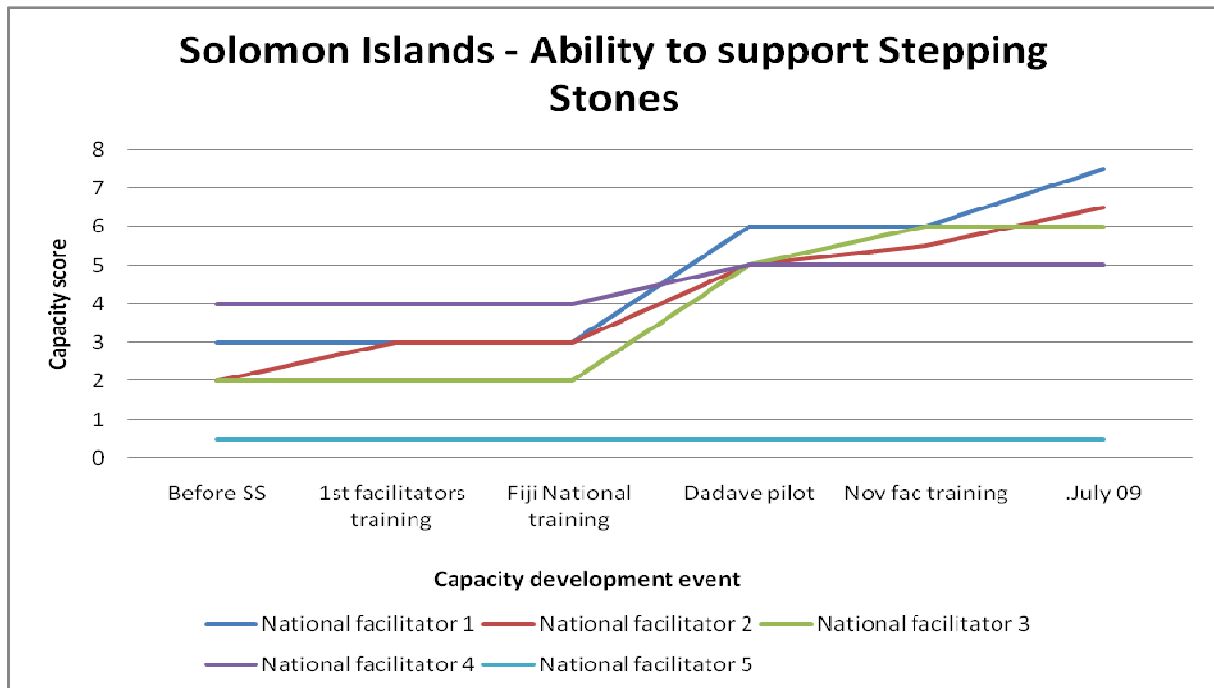 Solomon Islands - Ability to support Stepping
Stones
8
7
6
5
4
3
2
1
0
Capacity score
Before SS
1st facilitators
training
Fiji National
training
Dadave pilot
Nov fac training
.July 09
Capacity development event
National facilitator 1
National facilitator 2
National facilitator 3
National facilitator 4
National facilitator 5